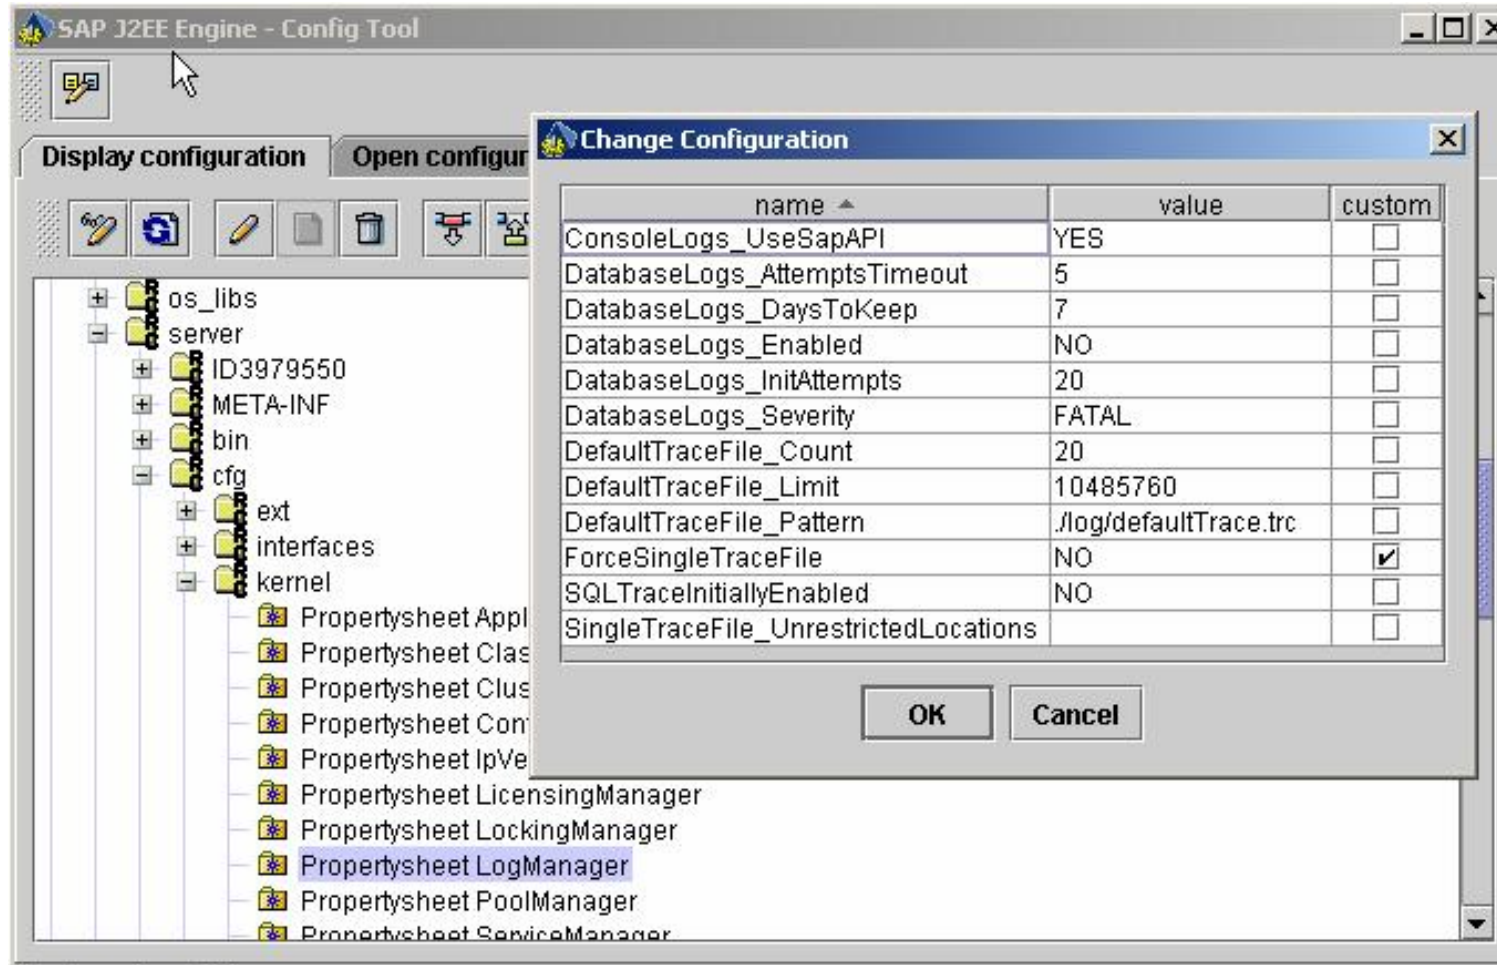 SAP J2EE Engine - Config Tool
Display configuration
Open configur
Change Configuration
name value custom
ConsoleLogs_UseSapAPI YES
DatabaseLogs_AttemptsTimeout 5
DatabaseLogs_DaysToKeep 7
DatabaseLogs_Enabled NO
DatabaseLogs_InitAttempts 20
DatabaseLogs_Severity FATAL
DefaultTraceFile_Count 20
DefaultTraceFile_Limit 10485760
DefaultTraceFile_Pattern ./log/defaultTrace.trc
ForceSingleTraceFile NO
SQLTraceInitiallyEnabled NO
SingleTraceFile_UnrestrictedLocations
OK Cancel
os_libs
server
ID3979550
META-INF
bin
cfg
ext
interfaces
kernel
Propertysheet Appl
Propertysheet Clas
Propertysheet Clus
Propertysheet Con
Propertysheet IpVe
Propertysheet LicensingManager
Propertysheet LockingManager
Propertysheet LogManager
Propertysheet PoolManager
Propertysheet ServiceManager